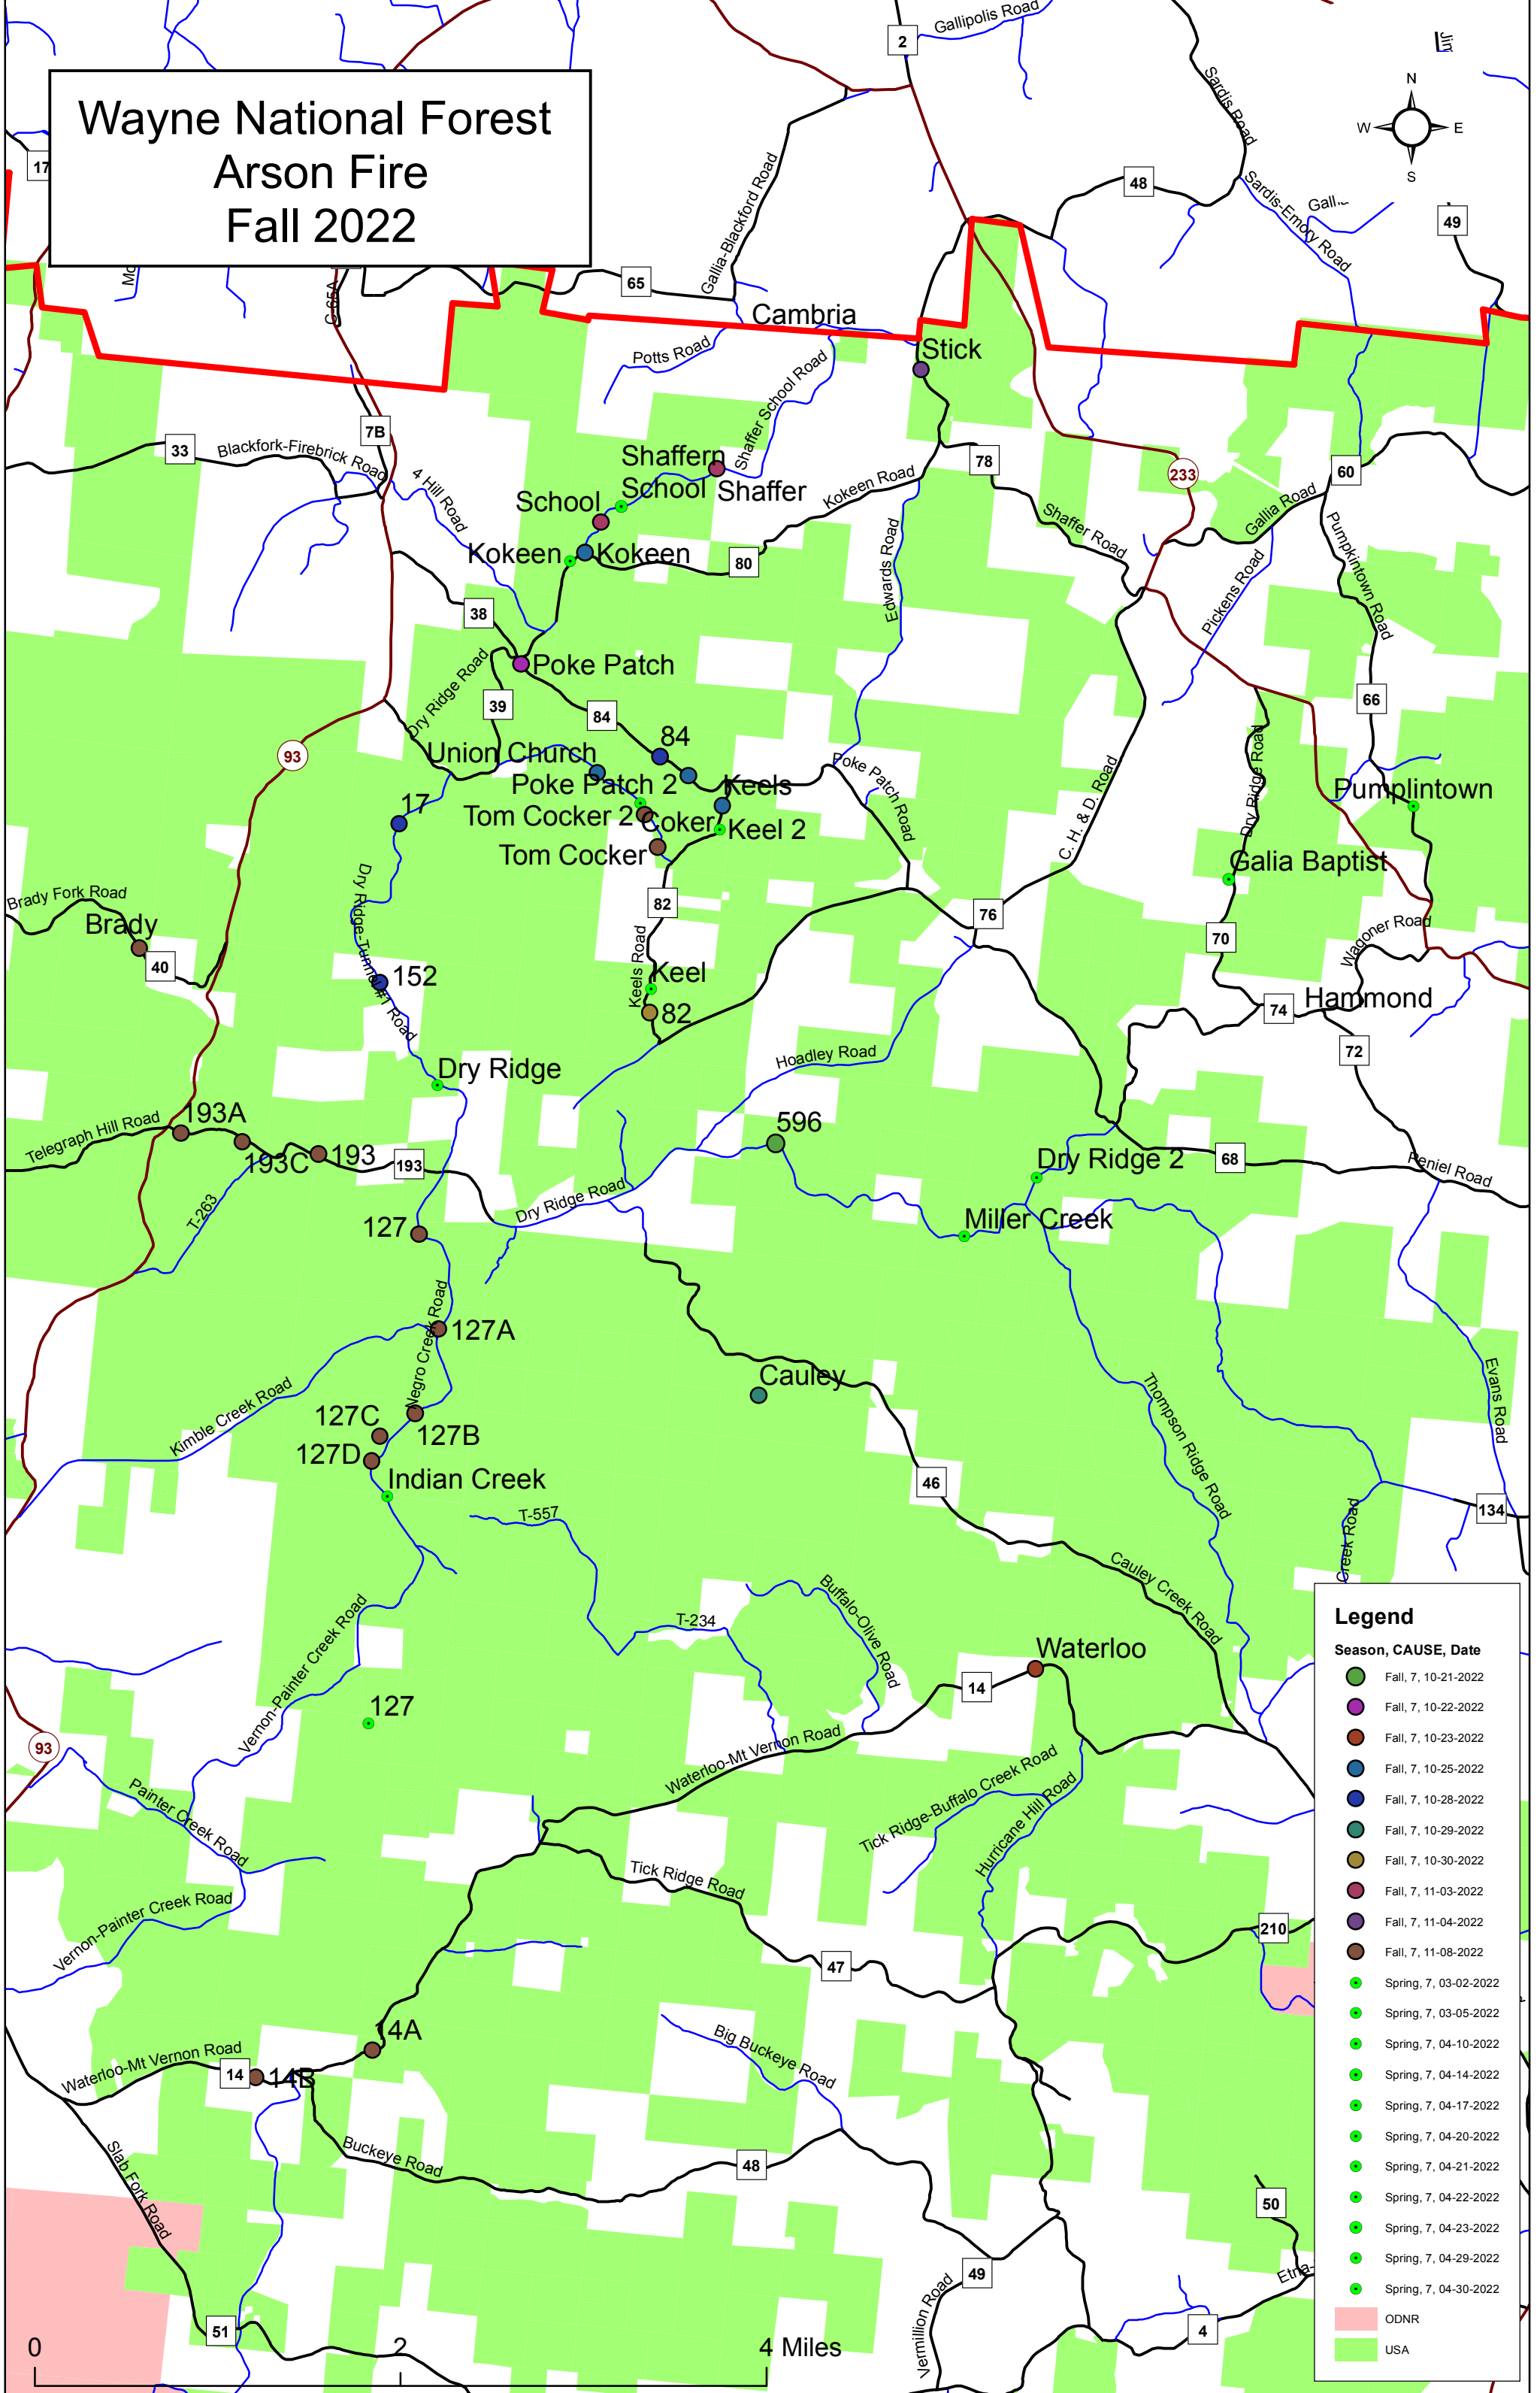 Wayne National Forest
Arson Fire
Fall 2022
2
Gallipolis Road
Sardis Road
N
W
E
S
17
48
Sardis-Emory Road
49
Gallia-Blackford Road
65
C-65A
Cambria
Potts Road
Stick
Shaffer School Road
7B
33
Blackfork-Firebrick Road
4 Hill Road
Shaffern
School
Shaffer
School
Kokeen Road
78
233
60
Gallia Road
Shaffer Road
Kokeen
Kokeen
80
Edwards Road
Pickens Road
Pumpkintown Road
38
Poke Patch
Dry Ridge Road
39
84
66
93
84
Union Church
Poke Patch 2
Keels
Poke Patch Road
C. H. & D. Road
Dry Ridge Road
Pumplintown
17
Tom Cocker 2
Coker
Keel 2
Tom Cocker
Galia Baptist
Brady Fork Road
Brady
40
Dry Ridge-Tunnel#1 Road
82
76
70
Wagoner Road
152
Keels Road
Keel
82
74
Hammond
72
Dry Ridge
Hoadley Road
Telegraph Hill Road
193A
193C
193
193
596
Dry Ridge 2
68
Peniel Road
T-263
Dry Ridge Road
127
Miller Creek
Negro Creek Road
127A
Kimble Creek Road
Cauley
Thompson Ridge Road
Evans Road
127C
127B
127D
Indian Creek
46
T-557
134
Creek Road
Cauley Creek Road
Buffalo-Olive Road
T-234
Vernon-Painter Creek Road
Waterloo
14
127
93
Waterloo-Mt Vernon Road
Painter Creek Road
Tick Ridge-Buffalo Creek Road
Hurricane Hill Road
Tick Ridge Road
Vernon-Painter Creek Road
47
210
14A
Waterloo-Mt Vernon Road
14
14B
Big Buckeye Road
Buckeye Road
48
Slab Fork Road
50
49
Etna-
Vermillion Road
51
4
0
2
4 Miles
Legend
Season, CAUSE, Date
Fall, 7, 10-21-2022
Fall, 7, 10-22-2022
Fall, 7, 10-23-2022
Fall, 7, 10-25-2022
Fall, 7, 10-28-2022
Fall, 7, 10-29-2022
Fall, 7, 10-30-2022
Fall, 7, 11-03-2022
Fall, 7, 11-04-2022
Fall, 7, 11-08-2022
Spring, 7, 03-02-2022
Spring, 7, 03-05-2022
Spring, 7, 04-10-2022
Spring, 7, 04-14-2022
Spring, 7, 04-17-2022
Spring, 7, 04-20-2022
Spring, 7, 04-21-2022
Spring, 7, 04-22-2022
Spring, 7, 04-23-2022
Spring, 7, 04-29-2022
Spring, 7, 04-30-2022
ODNR
USA